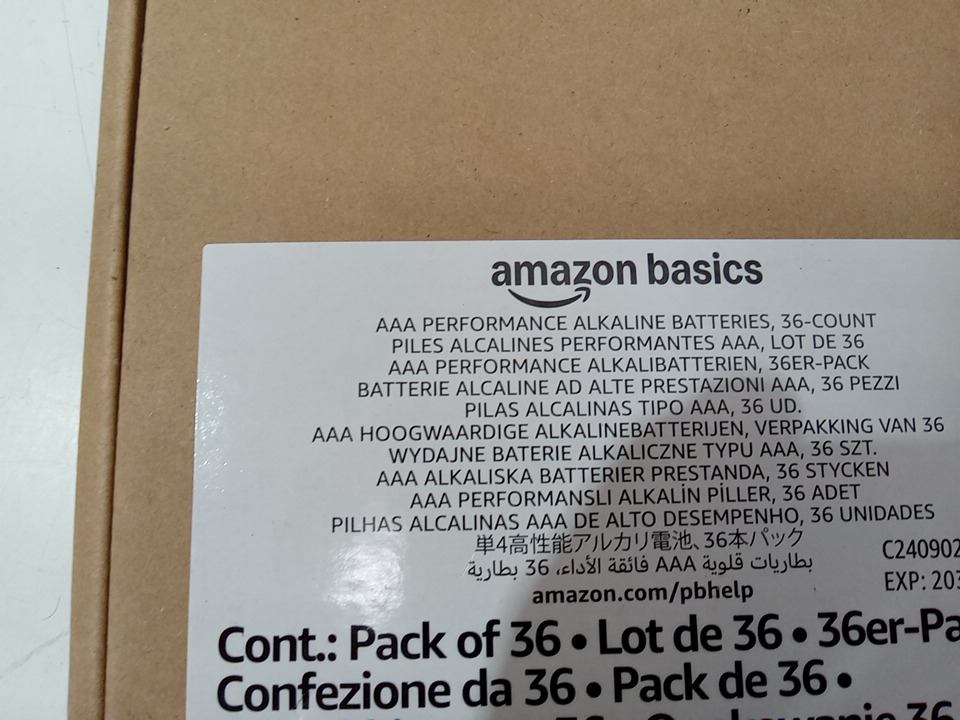 amazon basics
AAA PERFORMANCE ALKALINE BATTERIES, 36-COUNT
PILES ALCALINES PERFORMANTES AAA, LOT DE 36
AAA PERFORMANCE ALKALIBATTERIEN, 36ER-PACK
BATTERIE ALCALINE AD ALTE PRESTAZIONI AAA, 36 PEZZI
PILAS ALCALINAS TIPO AAA, 36 UD.
AAA HOOGWAARDIGE ALKALINEBATTERIJEN, VERPAKKING VAN 36
WYDAJNE BATERIE ALKALICZNE TYPU AAA, 36 SZT.
AAA ALKALISKA BATTERIER PRESTANDA, 36 STYCKEN
AAA PERFORMANSLI ALKALİN PİLLER, 36 ADET
PILHAS ALCALINAS AAA DE ALTO DESEMPENHO, 36 UNIDADES
単4高性能アルカリ電池、36本パック
بطاريات قلوية AAA فائقة الأداء، 36 بطارية
C240902
EXP: 203
amazon.com/pbhelp
Cont.: Pack of 36 • Lot de 36 • 36er-Pa
Confezione da 36 • Pack de 36 •